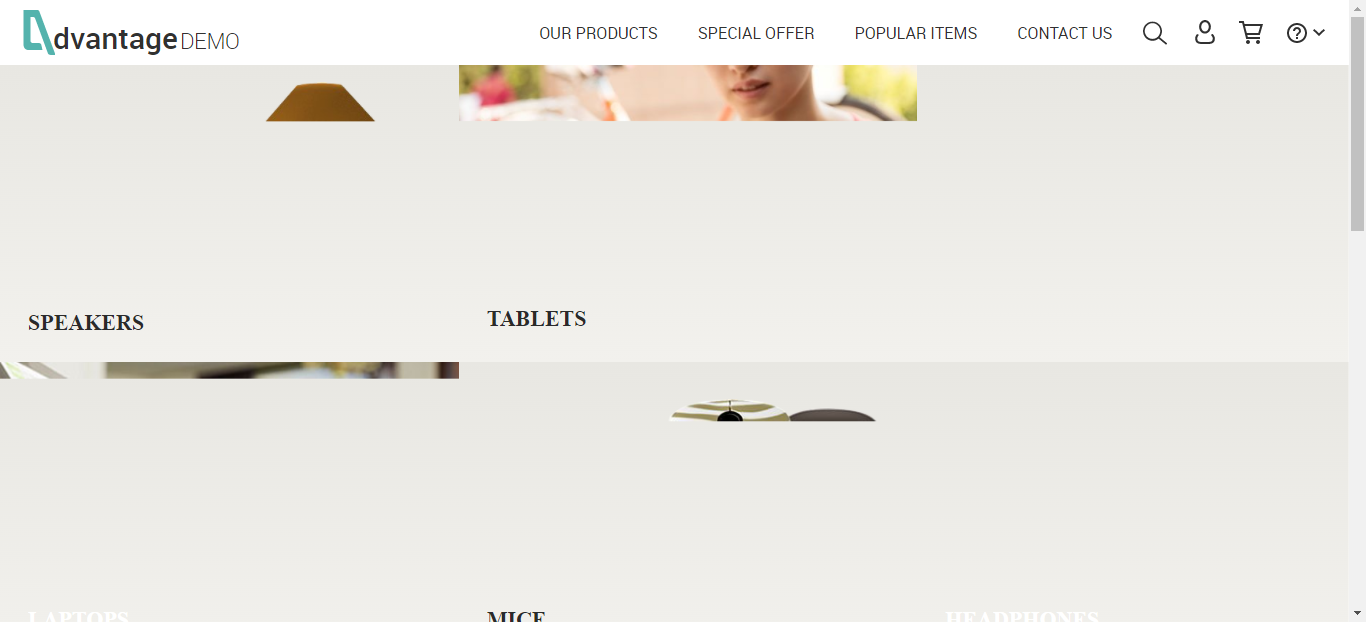 dvantage DEMO
OUR PRODUCTS SPECIAL OFFER POPULAR ITEMS CONTACT US
SPEAKERS
TABLETS
LAPTOPS
MICE
HEADPHONES